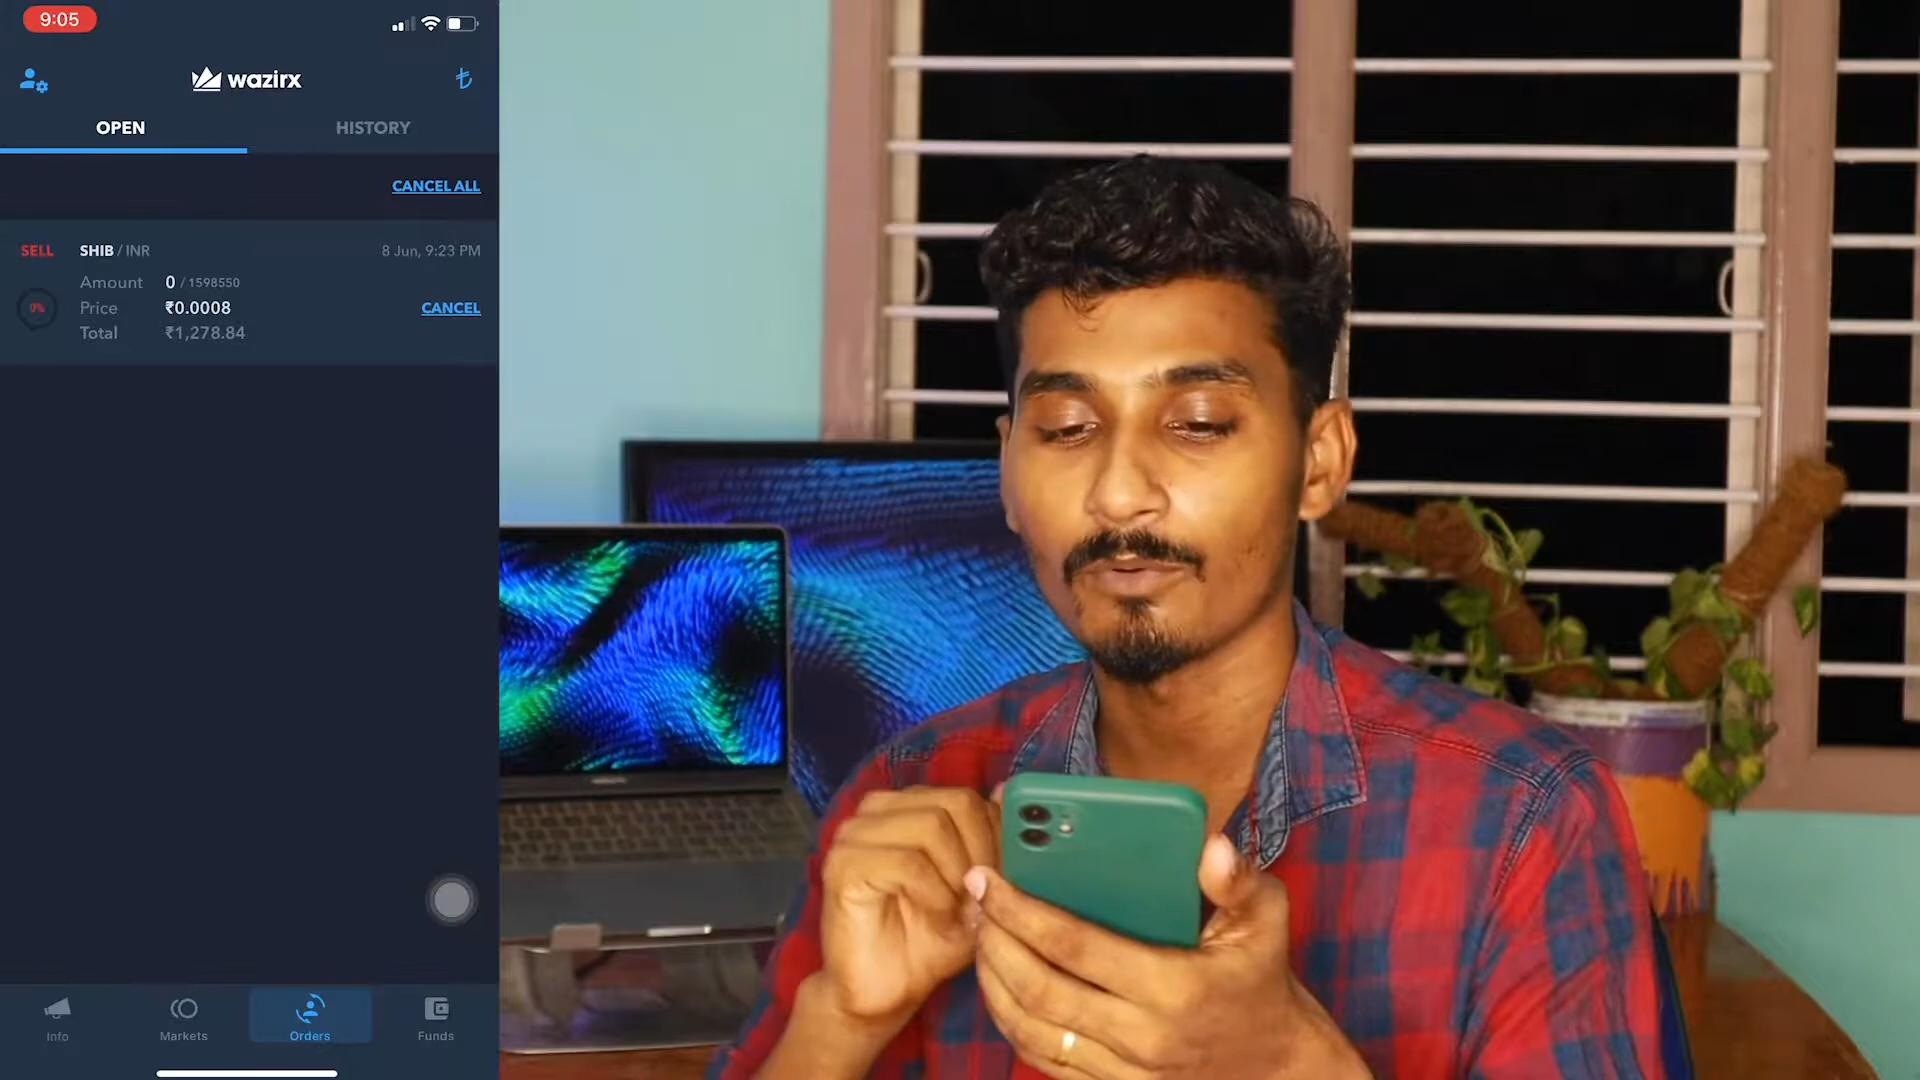 9:05
wazirx
OPEN HISTORY
CANCEL ALL
SELL SHIB / INR 8 Jun, 9:23 PM
Amount 0 / 1598550
0% Price ₹0.0008 CANCEL
Total ₹1,278.84
Info Markets Orders Funds